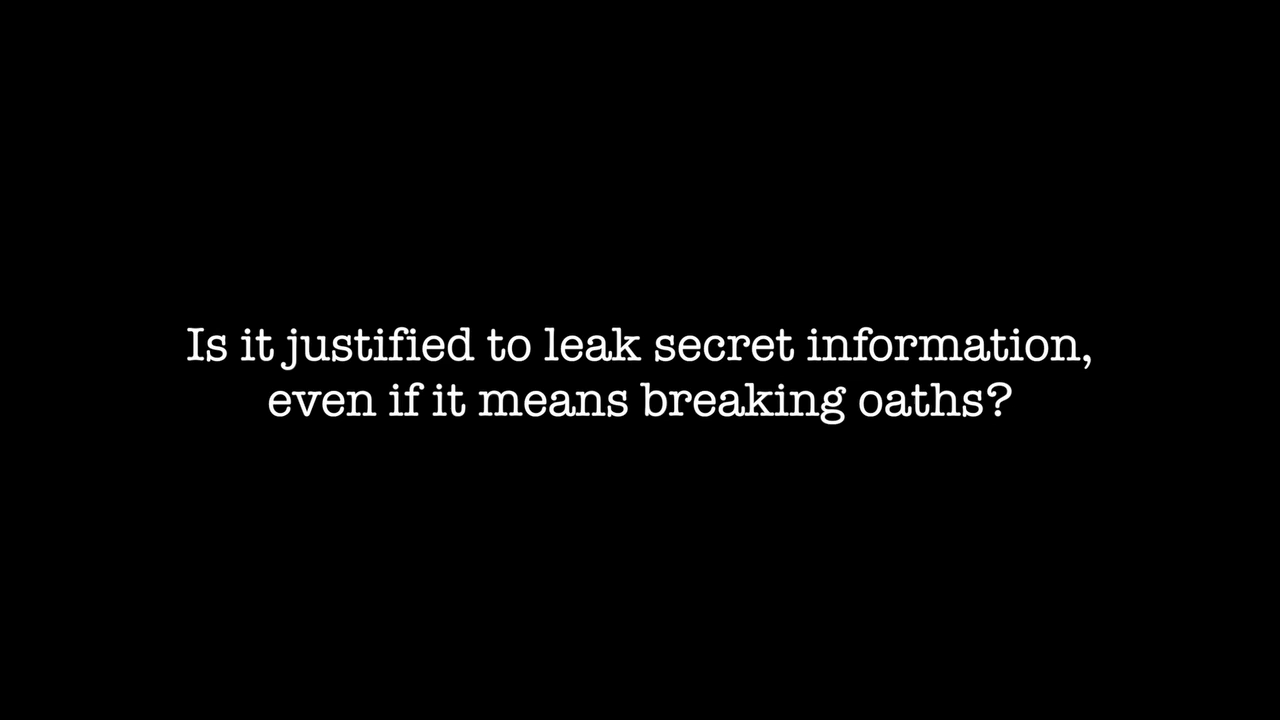 Is it justified to leak secret information,
even if it means breaking oaths?